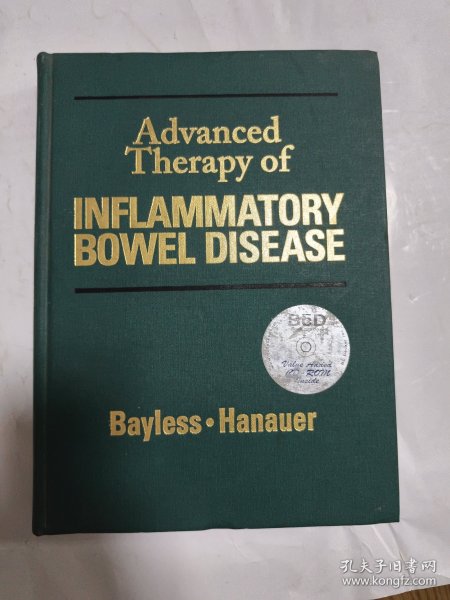 Advanced
Therapy of
INFLAMMATORY
BOWEL DISEASE
Value Added
CD-ROM
Inside
Bayless • Hanauer
孔夫子旧书网
www.kongfz.com